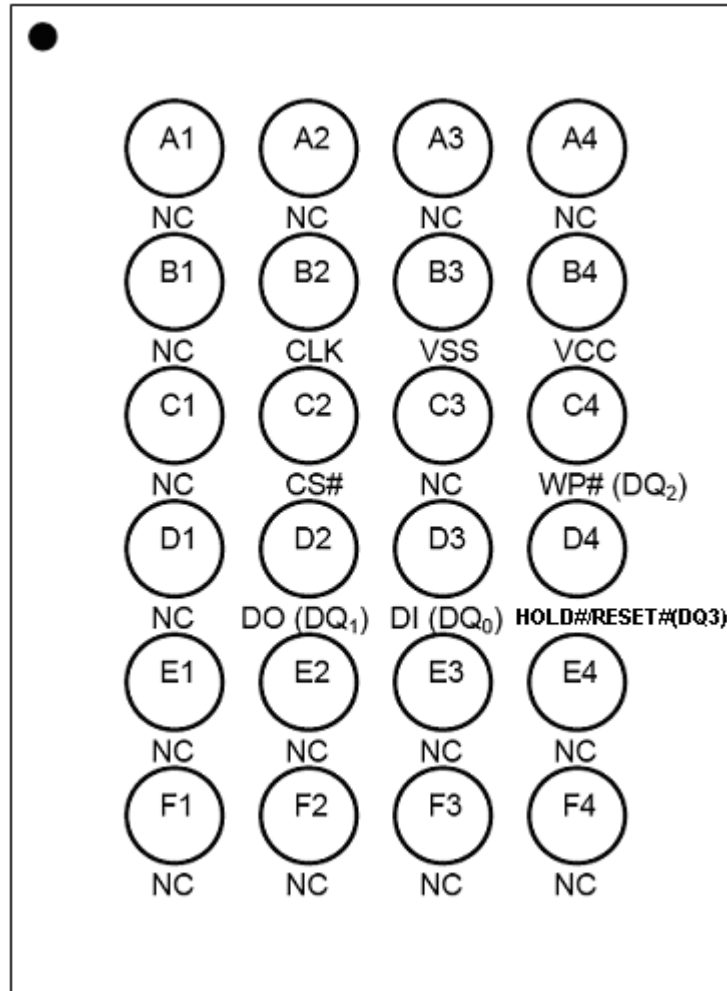 A1 A2 A3 A4
NC NC NC NC
B1 B2 B3 B4
NC CLK VSS VCC
C1 C2 C3 C4
NC CS# NC WP# (DQ₂)
D1 D2 D3 D4
NC DO (DQ₁) DI (DQ₀) HOLD#/RESET#(DQ3)
E1 E2 E3 E4
NC NC NC NC
F1 F2 F3 F4
NC NC NC NC